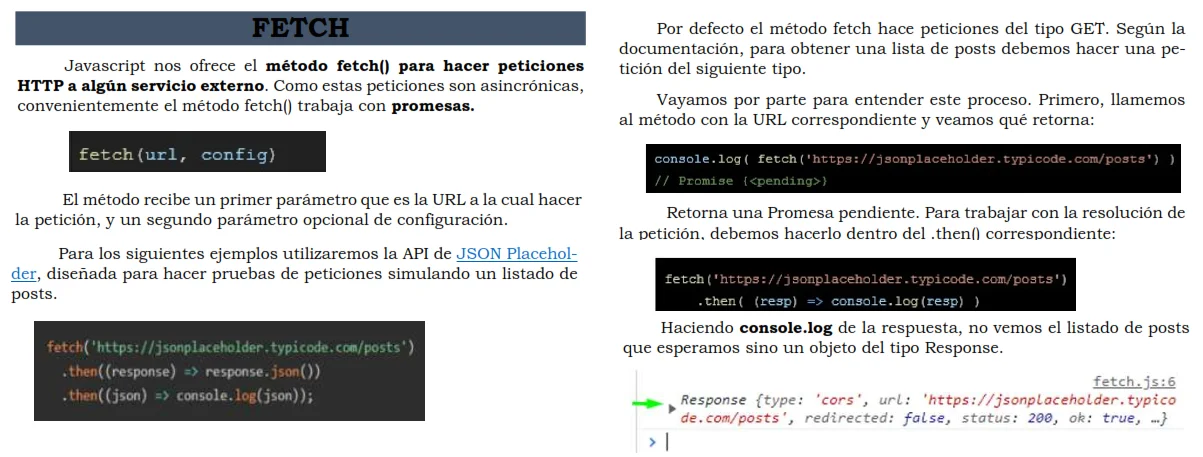 FETCH
Javascript nos ofrece el método fetch() para hacer peticiones
HTTP a algún servicio externo. Como estas peticiones son asincrónicas,
convenientemente el método fetch() trabaja con promesas.
fetch(url, config)
El método recibe un primer parámetro que es la URL a la cual hacer
la petición, y un segundo parámetro opcional de configuración.
Para los siguientes ejemplos utilizaremos la API de JSON Placehol-
der, diseñada para hacer pruebas de peticiones simulando un listado de
posts.
fetch('https://jsonplaceholder.typicode.com/posts')
.then((response) => response.json())
.then((json) => console.log(json));
Por defecto el método fetch hace peticiones del tipo GET. Según la
documentación, para obtener una lista de posts debemos hacer una pe-
tición del siguiente tipo.
Vayamos por parte para entender este proceso. Primero, llamemos
al método con la URL correspondiente y veamos qué retorna:
console.log( fetch('https://jsonplaceholder.typicode.com/posts') )
// Promise {<pending>}
Retorna una Promesa pendiente. Para trabajar con la resolución de
la petición, debemos hacerlo dentro del .then() correspondiente:
fetch('https://jsonplaceholder.typicode.com/posts')
.then( (resp) => console.log(resp) )
Haciendo console.log de la respuesta, no vemos el listado de posts
que esperamos sino un objeto del tipo Response.
fetch.js:6
Response {type: 'cors', url: 'https://jsonplaceholder.typico
de.com/posts', redirected: false, status: 200, ok: true, …}